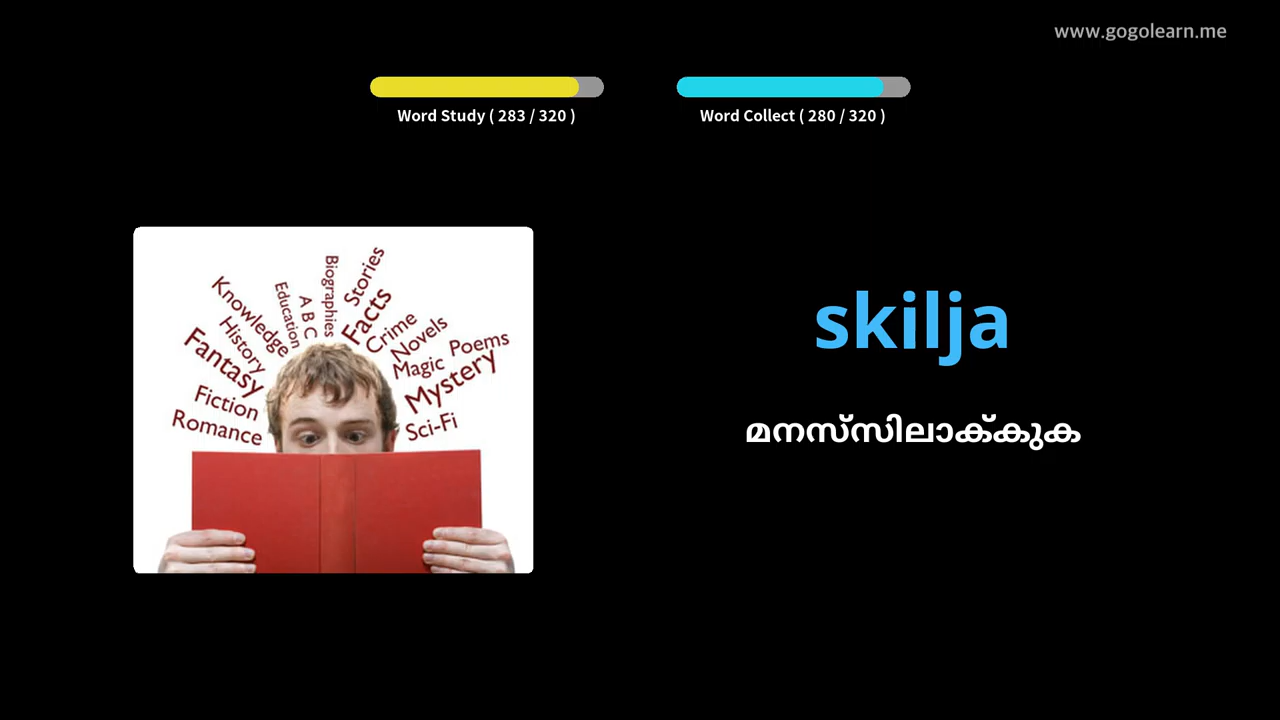 www.gogolearn.me
Word Study ( 283 / 320 )
Word Collect ( 280 / 320 )
skilja
മനസ്സിലാക്കുക
Biographies
Stories
Education
A B C
Facts
Knowledge
History
Crime
Novels
Poems
Fantasy
Magic
Mystery
Fiction
Romance
Sci-Fi